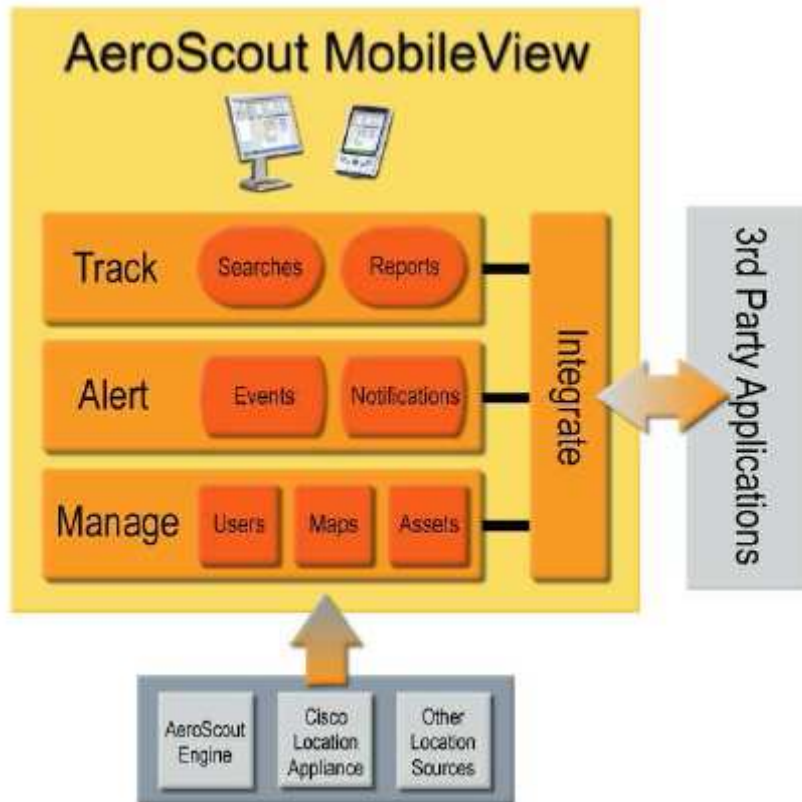 AeroScout MobileView
Track
Searches
Reports
Alert
Events
Notifications
Manage
Users
Maps
Assets
Integrate
3rd Party Applications
AeroScout
Engine
Cisco
Location
Appliance
Other
Location
Sources